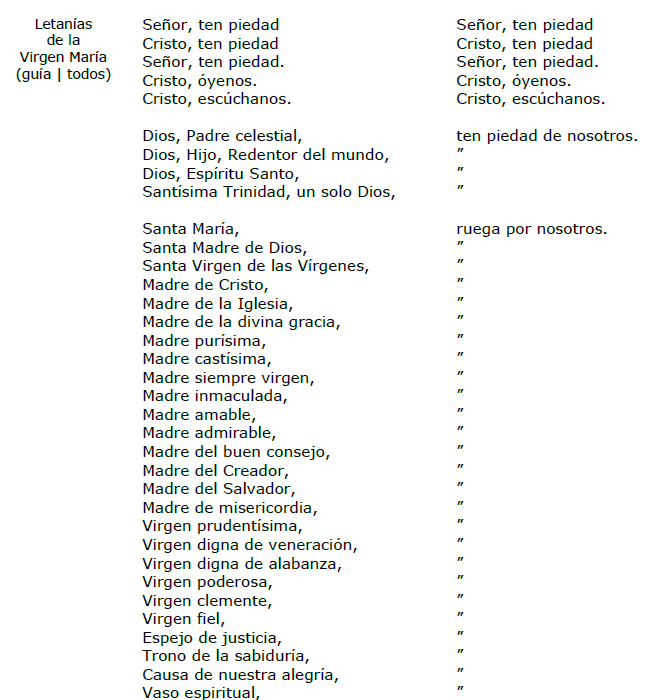 Letanías
de la
Virgen María
(guía | todos)
Señor, ten piedad Señor, ten piedad
Cristo, ten piedad Cristo, ten piedad
Señor, ten piedad. Señor, ten piedad.
Cristo, óyenos. Cristo, óyenos.
Cristo, escúchanos. Cristo, escúchanos.
Dios, Padre celestial, ten piedad de nosotros.
Dios, Hijo, Redentor del mundo, ”
Dios, Espíritu Santo, ”
Santísima Trinidad, un solo Dios, ”
Santa María, ruega por nosotros.
Santa Madre de Dios, ”
Santa Virgen de las Vírgenes, ”
Madre de Cristo, ”
Madre de la Iglesia, ”
Madre de la divina gracia, ”
Madre purísima, ”
Madre castísima, ”
Madre siempre virgen, ”
Madre inmaculada, ”
Madre amable, ”
Madre admirable, ”
Madre del buen consejo, ”
Madre del Creador, ”
Madre del Salvador, ”
Madre de misericordia, ”
Virgen prudentísima, ”
Virgen digna de veneración, ”
Virgen digna de alabanza, ”
Virgen poderosa, ”
Virgen clemente, ”
Virgen fiel, ”
Espejo de justicia, ”
Trono de la sabiduría, ”
Causa de nuestra alegría, ”
Vaso espiritual, ”